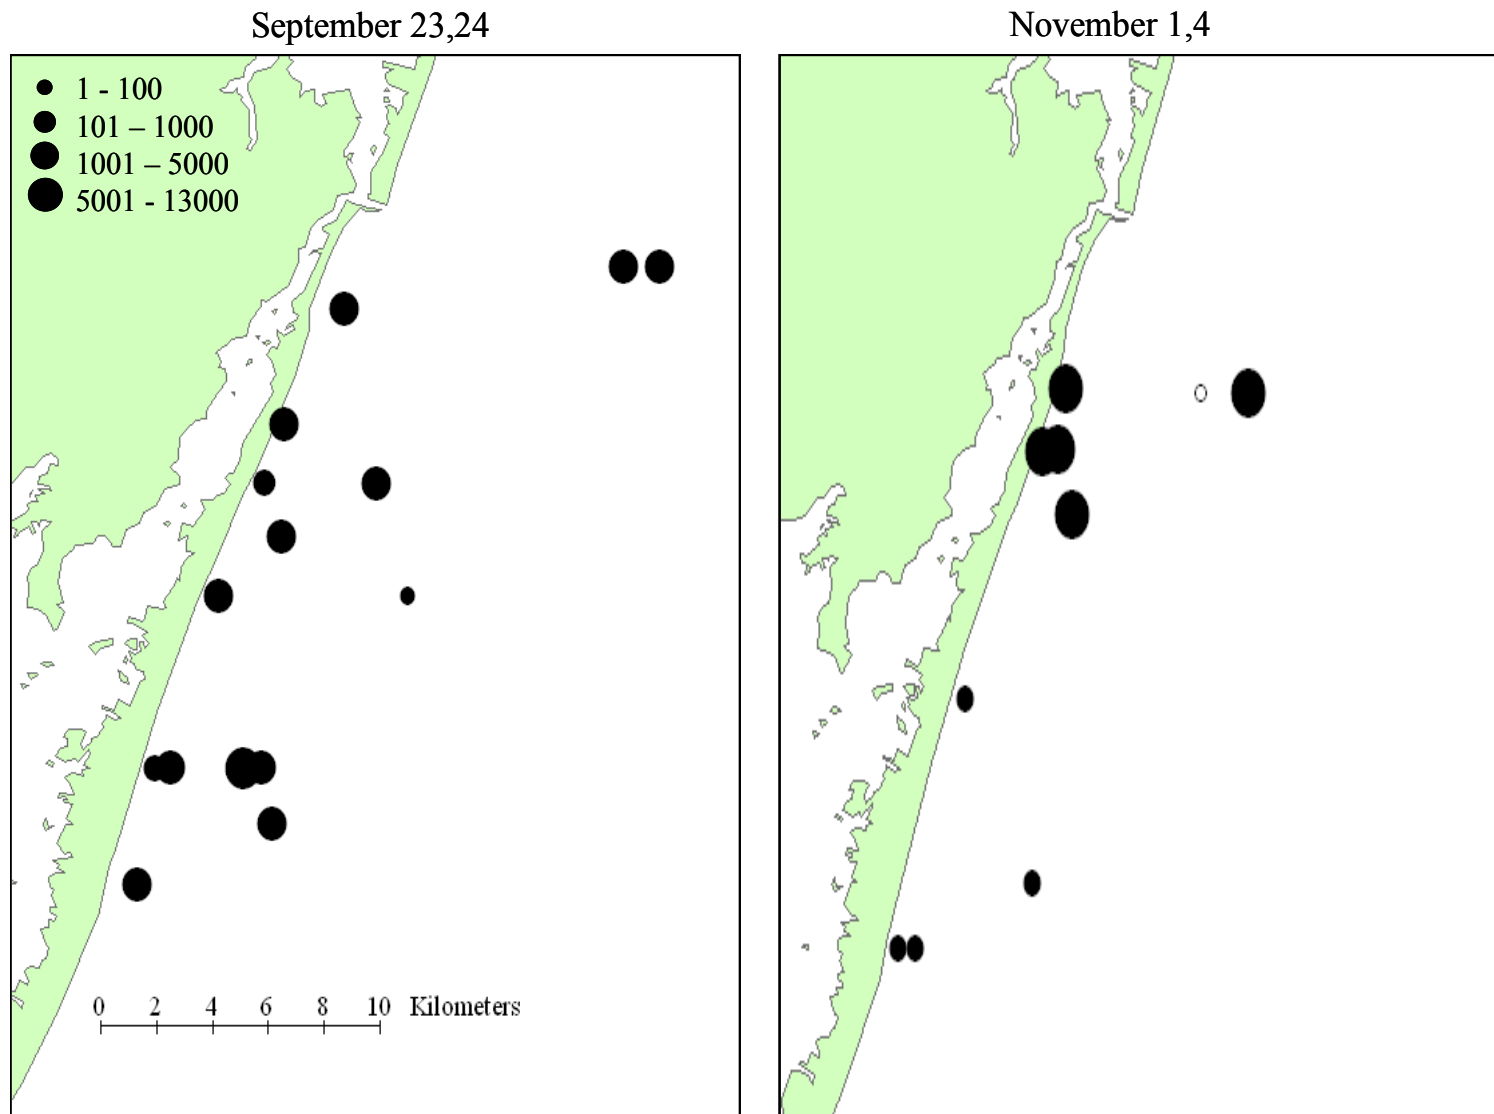 September 23,24
November 1,4
1 - 100
101 – 1000
1001 – 5000
5001 - 13000
0 2 4 6 8 10 Kilometers